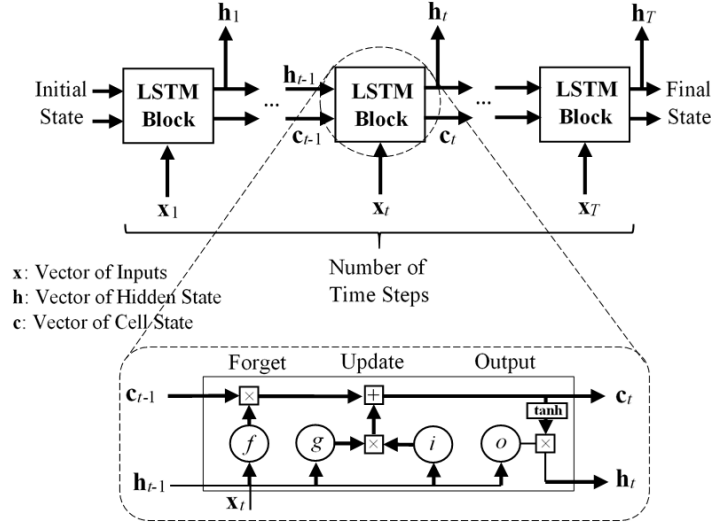 h1 ht hT
Initial State
LSTM Block
...
ht-1
ct-1
LSTM Block
ct
...
LSTM Block
Final State
x1 xt xT
x: Vector of Inputs
h: Vector of Hidden State
c: Vector of Cell State
Number of
Time Steps
Forget Update Output
ct-1 × + ct
tanh
f g × i o ×
ht-1 ht
xt